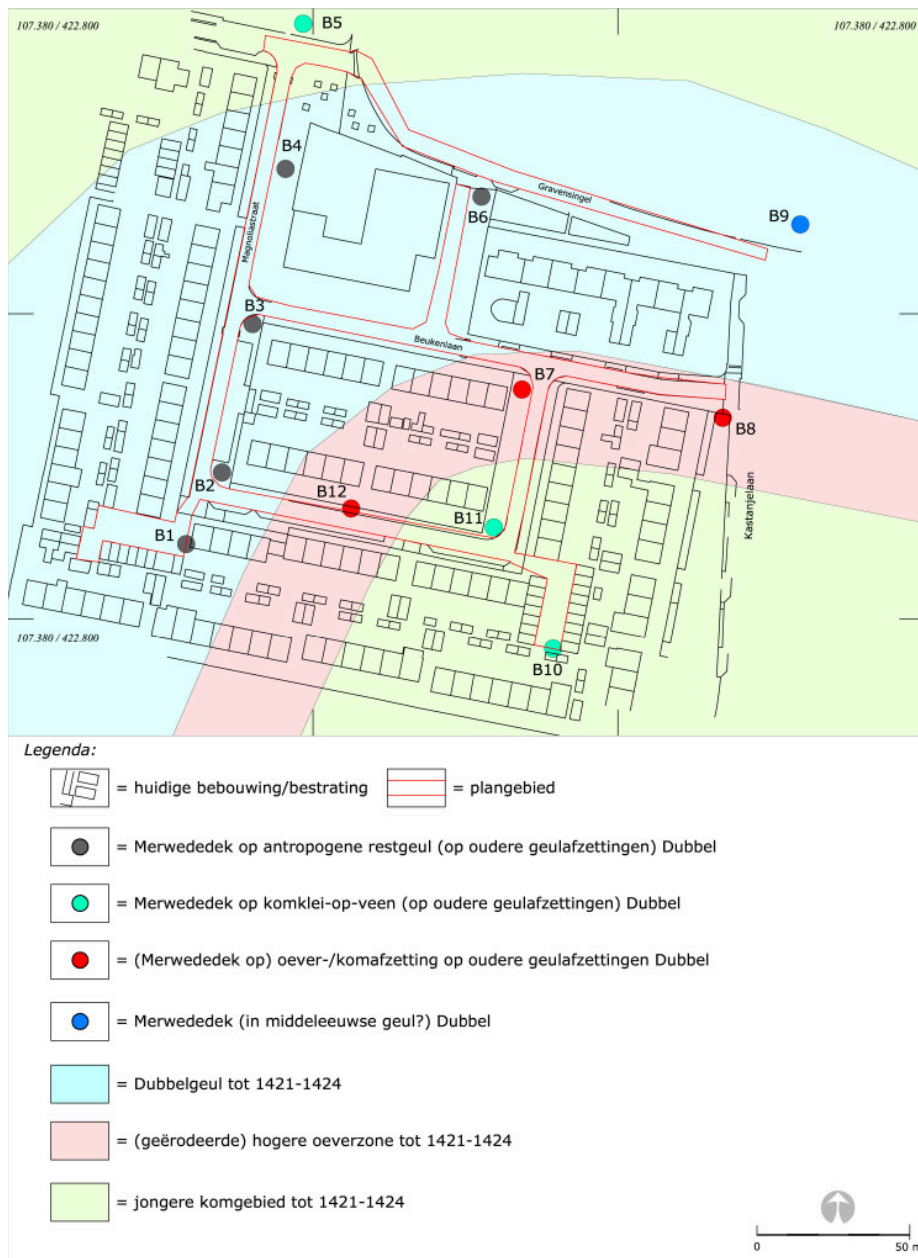 107.380 / 422.800
B5
107.380 / 422.800
B4
Gravensingel
B6
B9
Magnoliastraat
B3
Beukenlaan
B7
B8
B2
B12
B11
Kastanjelaan
B1
107.380 / 422.800
B10
Legenda:
= huidige bebouwing/bestrating
= plangebied
= Merwededek op antropogene restgeul (op oudere geulafzettingen) Dubbel
= Merwededek op komklei-op-veen (op oudere geulafzettingen) Dubbel
= (Merwededek op) oever-/komafzetting op oudere geulafzettingen Dubbel
= Merwededek (in middeleeuwse geul?) Dubbel
= Dubbelgeul tot 1421-1424
= (geërodeerde) hogere oeverzone tot 1421-1424
= jongere komgebied tot 1421-1424
0 50 m